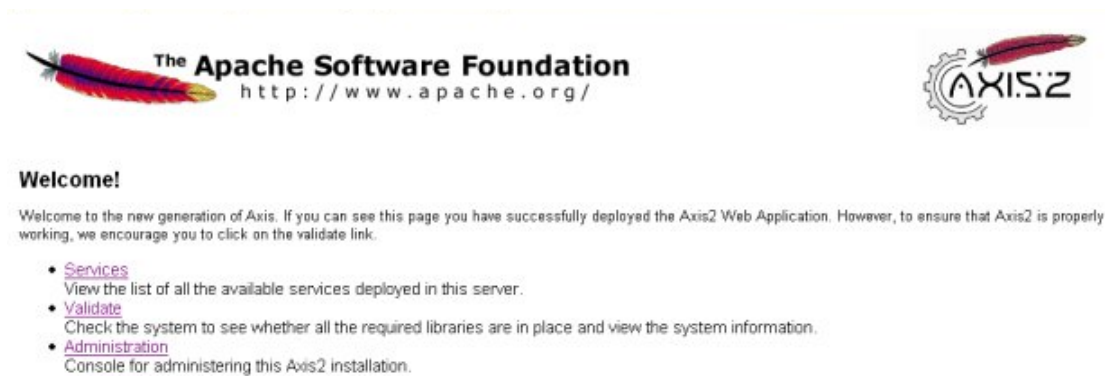 The Apache Software Foundation
http://www.apache.org/
AXIS2
Welcome!
Welcome to the new generation of Axis. If you can see this page you have successfully deployed the Axis2 Web Application. However, to ensure that Axis2 is properly
working, we encourage you to click on the validate link.
Services
View the list of all the available services deployed in this server.
Validate
Check the system to see whether all the required libraries are in place and view the system information.
Administration
Console for administering this Axis2 installation.